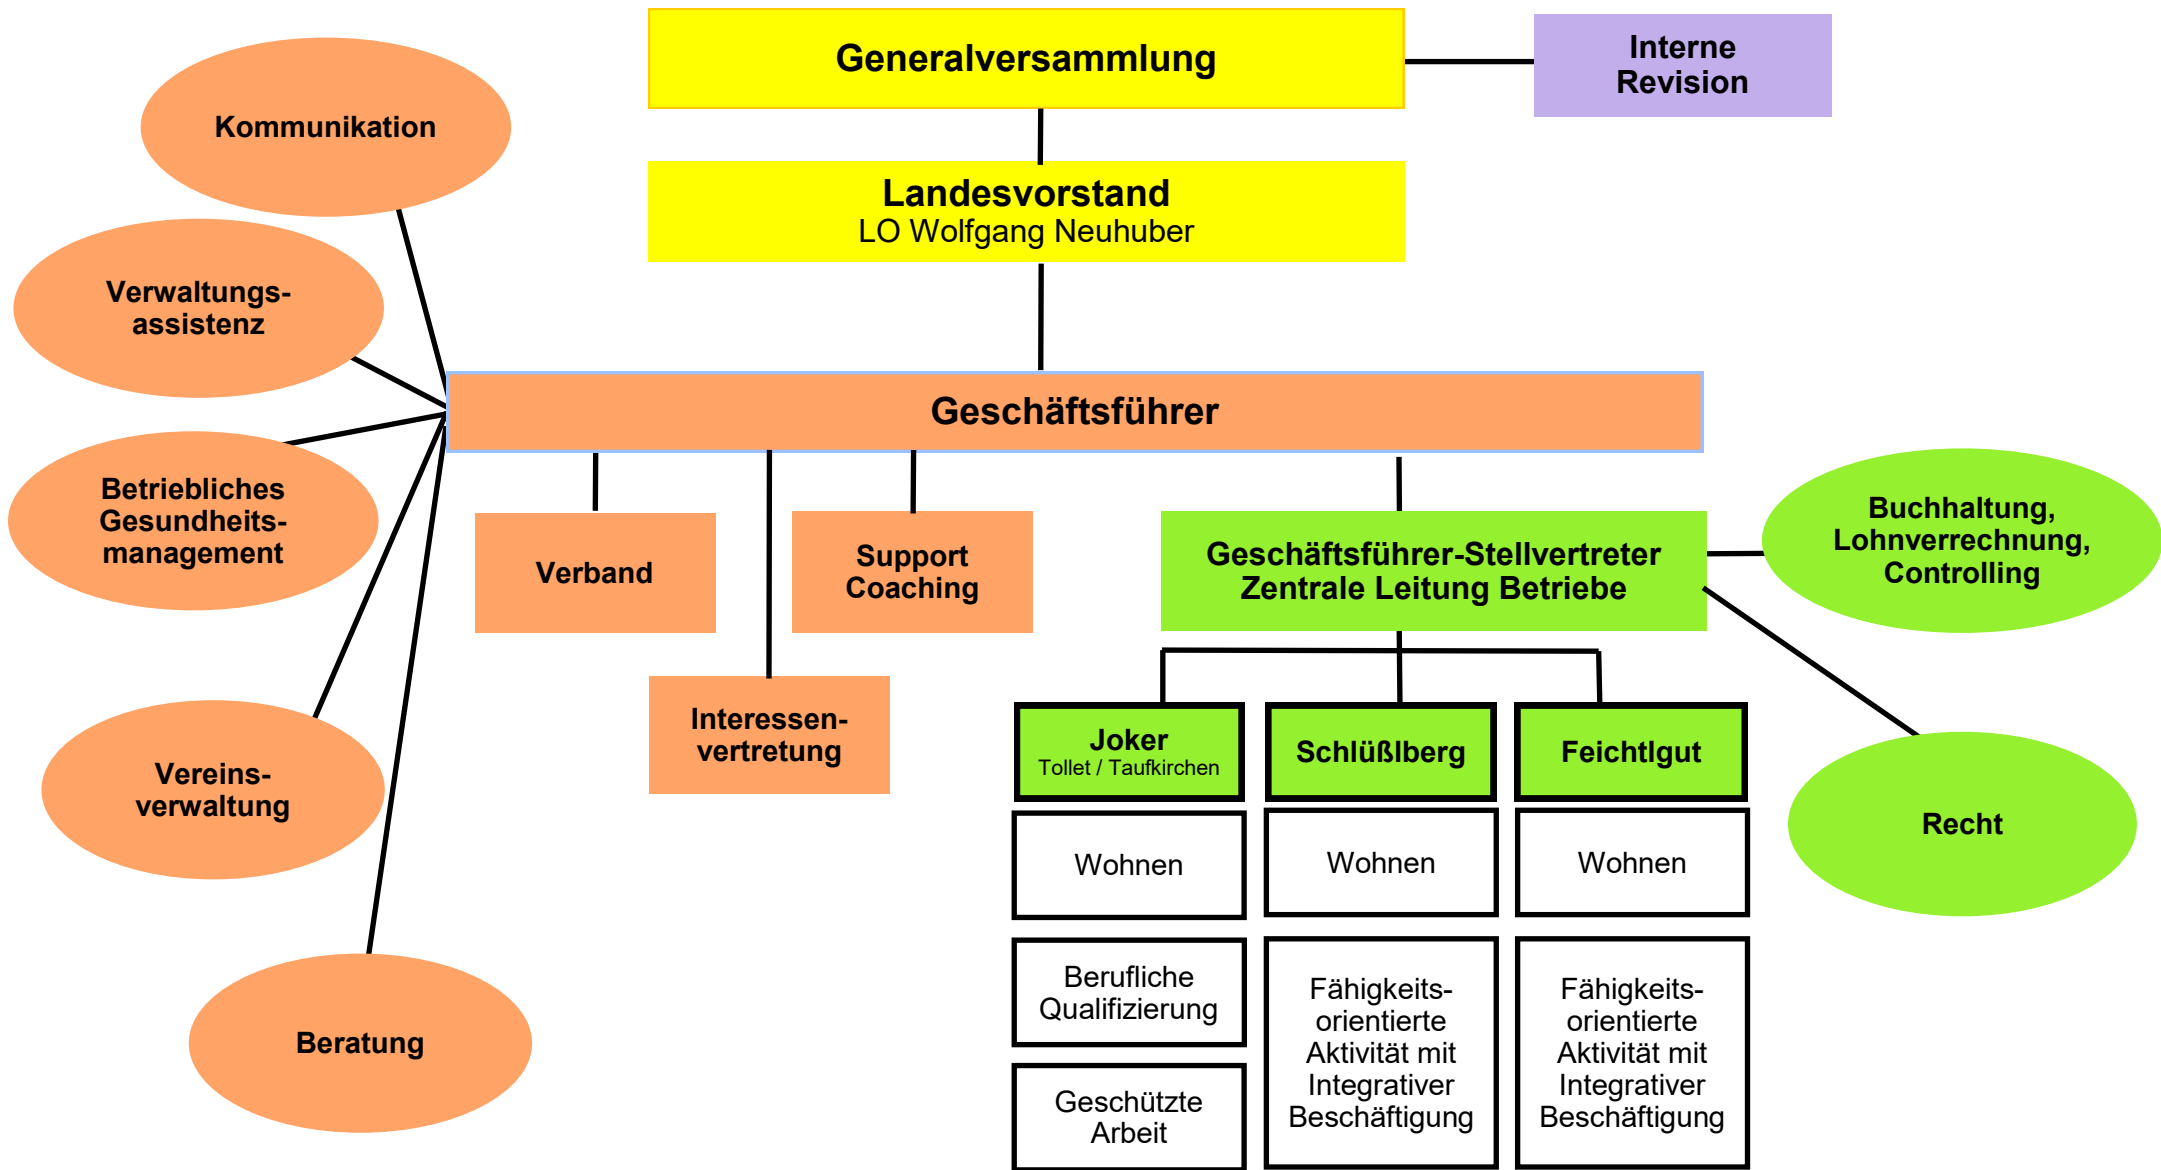 Generalversammlung
Interne
Revision
Kommunikation
Landesvorstand
LO Wolfgang Neuhuber
Verwaltungs-
assistenz
Geschäftsführer
Betriebliches
Gesundheits-
management
Verband
Support
Coaching
Geschäftsführer-Stellvertreter
Zentrale Leitung Betriebe
Buchhaltung,
Lohnverrechnung,
Controlling
Interessen-
vertretung
Vereins-
verwaltung
Joker
Tollet / Taufkirchen
Schlüßlberg
Feichtlgut
Recht
Wohnen
Wohnen
Wohnen
Berufliche
Qualifizierung
Geschützte
Arbeit
Fähigkeits-
orientierte
Aktivität mit
Integrativer
Beschäftigung
Fähigkeits-
orientierte
Aktivität mit
Integrativer
Beschäftigung
Beratung